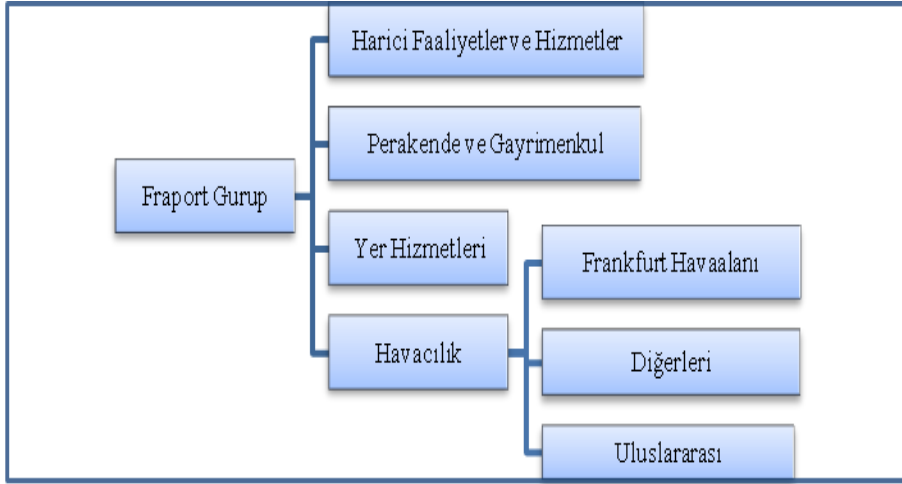 Harici Faaliyetler ve Hizmetler
Perakende ve Gayrimenkul
Fraport Gurup
Yer Hizmetleri
Frankfurt Havaalanı
Havacılık
Diğerleri
Uluslararası